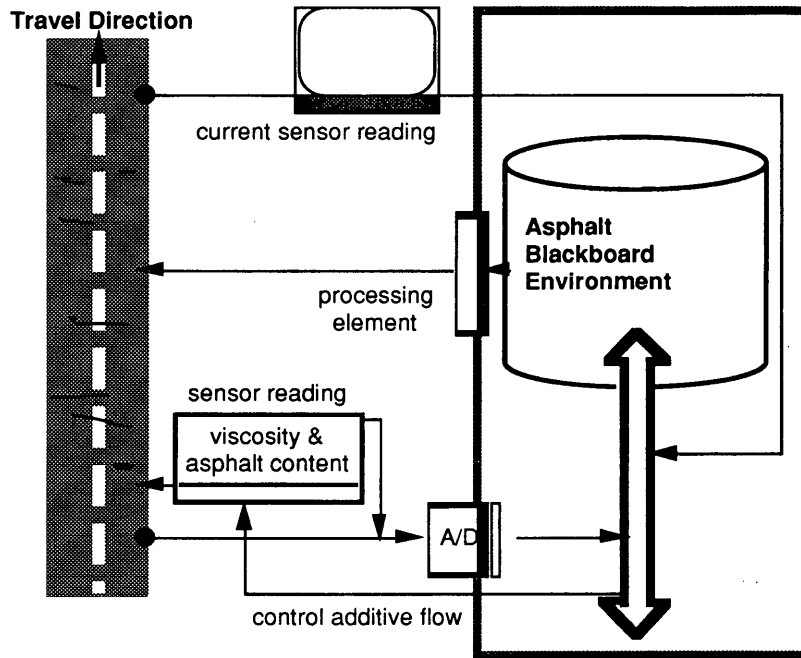 Travel Direction
current sensor reading
Asphalt
Blackboard
Environment
processing
element
sensor reading
viscosity &
asphalt content
A/D
control additive flow